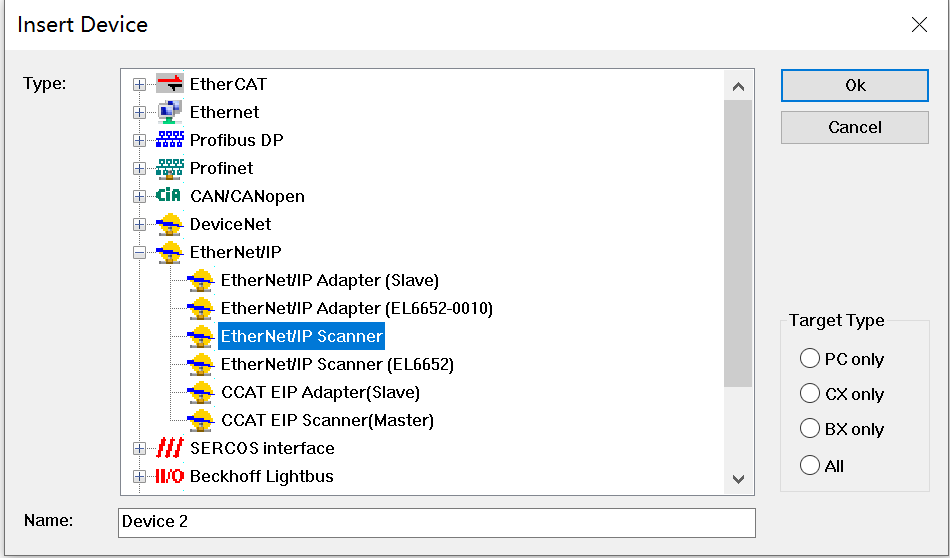 Insert Device
Type:
EtherCAT
Ethernet
Profibus DP
Profinet
CiA CAN/CANopen
DeviceNet
EtherNet/IP
EtherNet/IP Adapter (Slave)
EtherNet/IP Adapter (EL6652-0010)
EtherNet/IP Scanner
EtherNet/IP Scanner (EL6652)
CCAT EIP Adapter(Slave)
CCAT EIP Scanner(Master)
SERCOS interface
II/O Beckhoff Lightbus
Ok
Cancel
Target Type
PC only
CX only
BX only
All
Name:
Device 2